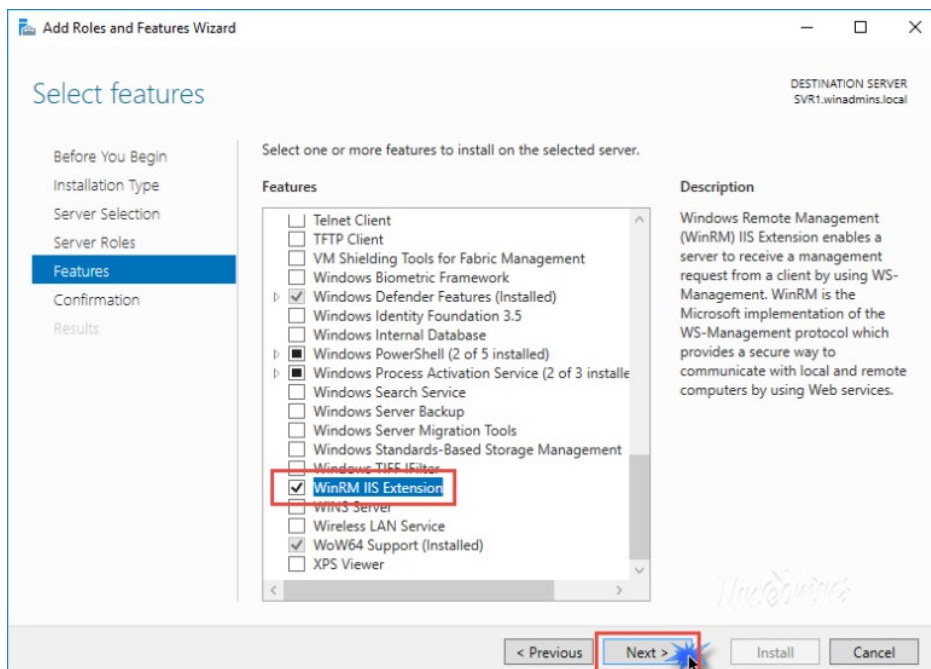 Add Roles and Features Wizard
Select features
DESTINATION SERVER
SVR1.winadmins.local
Before You Begin
Installation Type
Server Selection
Server Roles
Features
Confirmation
Results
Select one or more features to install on the selected server.
Features
Telnet Client
TFTP Client
VM Shielding Tools for Fabric Management
Windows Biometric Framework
Windows Defender Features (Installed)
Windows Identity Foundation 3.5
Windows Internal Database
Windows PowerShell (2 of 5 installed)
Windows Process Activation Service (2 of 3 installe
Windows Search Service
Windows Server Backup
Windows Server Migration Tools
Windows Standards-Based Storage Management
Windows TIFF IFilter
WinRM IIS Extension
WINS Server
Wireless LAN Service
WoW64 Support (Installed)
XPS Viewer
Description
Windows Remote Management
(WinRM) IIS Extension enables a
server to receive a management
request from a client by using WS-
Management. WinRM is the
Microsoft implementation of the
WS-Management protocol which
provides a secure way to
communicate with local and remote
computers by using Web services.
< Previous
Next >
Install
Cancel